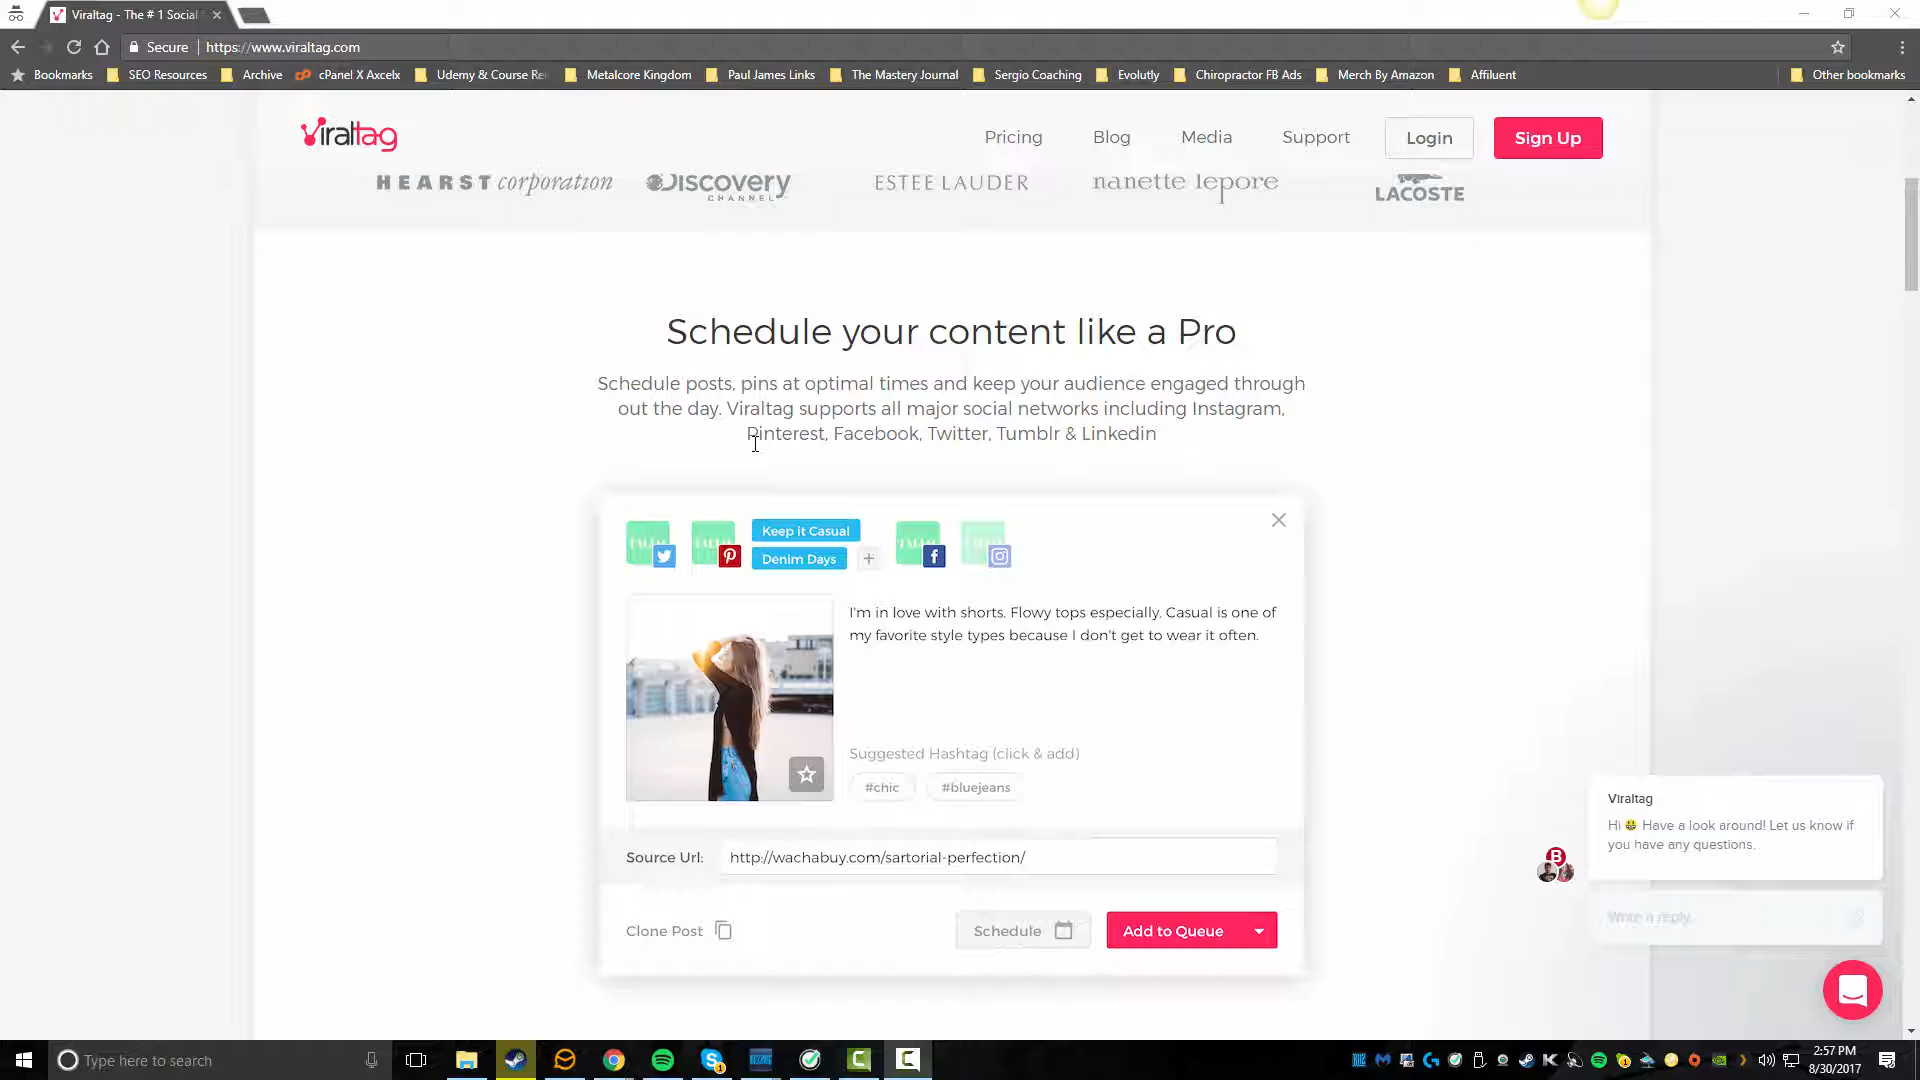 Viraltag - The # 1 Social
Secure
https://www.viraltag.com
Bookmarks
SEO Resources
Archive
cPanel X Axcelx
Udemy & Course Re
Metalcore Kingdom
Paul James Links
The Mastery Journal
Sergio Coaching
Evolutly
Chiropractor FB Ads
Merch By Amazon
Affiluent
Other bookmarks
Viraltag
Pricing
Blog
Media
Support
Login
Sign Up
HEARST corporation
Discovery
CHANNEL
ESTEE LAUDER
nanette lepore
LACOSTE
Schedule your content like a Pro
Schedule posts, pins at optimal times and keep your audience engaged through
out the day. Viraltag supports all major social networks including Instagram,
Pinterest, Facebook, Twitter, Tumblr & Linkedin
Keep it Casual
Denim Days
I'm in love with shorts. Flowy tops especially. Casual is one of
my favorite style types because I don't get to wear it often.
Suggested Hashtag (click & add)
#chic
#bluejeans
Source Url:
http://wachabuy.com/sartorial-perfection/
Clone Post
Schedule
Add to Queue
Viraltag
Hi 😀 Have a look around! Let us know if
you have any questions.
B
Write a reply...
Type here to search
2:57 PM
8/30/2017